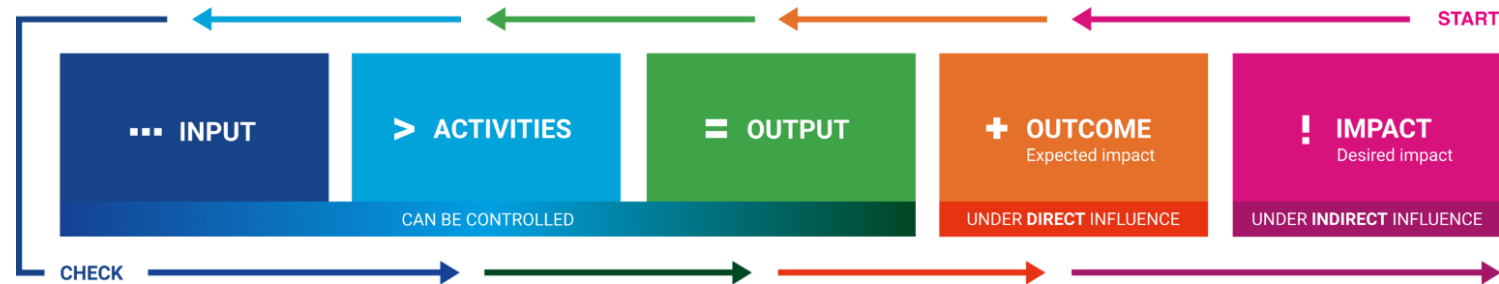 START
··· INPUT
> ACTIVITIES
= OUTPUT
+ OUTCOME
Expected impact
! IMPACT
Desired impact
CAN BE CONTROLLED
UNDER DIRECT INFLUENCE
UNDER INDIRECT INFLUENCE
CHECK